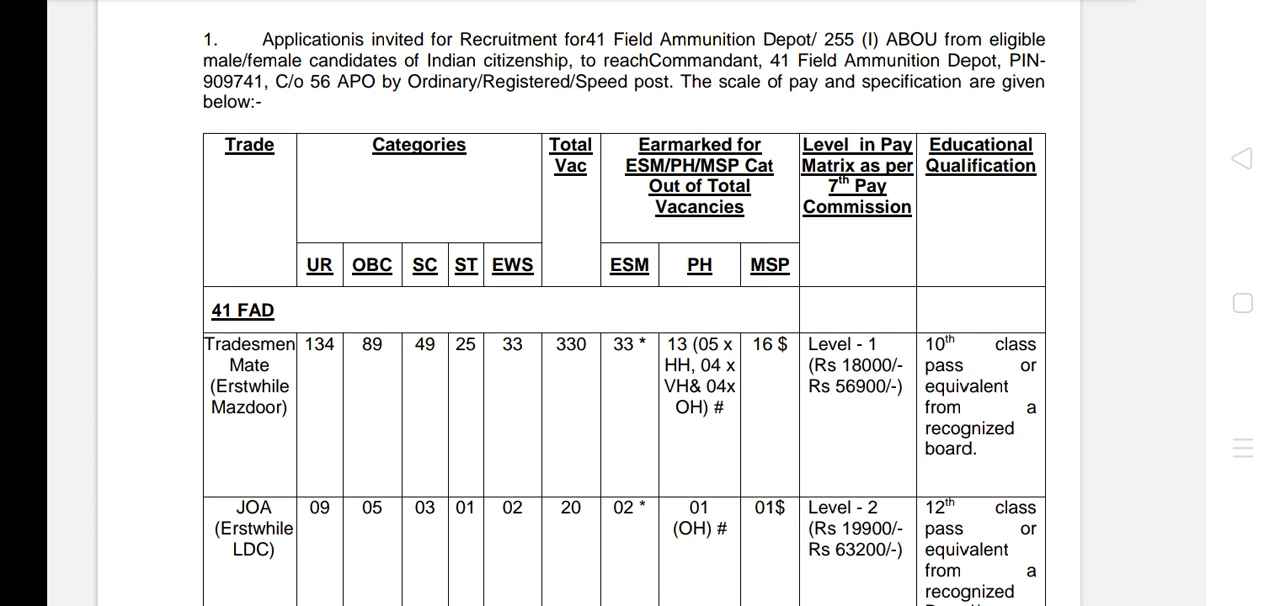 1. Applicationis invited for Recruitment for41 Field Ammunition Depot/ 255 (I) ABOU from eligible
male/female candidates of Indian citizenship, to reachCommandant, 41 Field Ammunition Depot, PIN-
909741, C/o 56 APO by Ordinary/Registered/Speed post. The scale of pay and specification are given
below:-
Trade Categories Total Vac Earmarked for ESM/PH/MSP Cat Out of Total Vacancies Level in Pay Matrix as per 7th Pay Commission Educational Qualification
UR OBC SC ST EWS ESM PH MSP
41 FAD
Tradesmen 134 89 49 25 33 330 33 * 13 (05 x 16 $ Level - 1 10th class
Mate HH, 04 x (Rs 18000/- pass or
(Erstwhile VH& 04x Rs 56900/-) equivalent
Mazdoor) OH) # from a
recognized
board.
JOA 09 05 03 01 02 20 02 * 01 01$ Level - 2 12th class
(Erstwhile (OH) # (Rs 19900/- pass or
LDC) Rs 63200/-) equivalent
from a
recognized